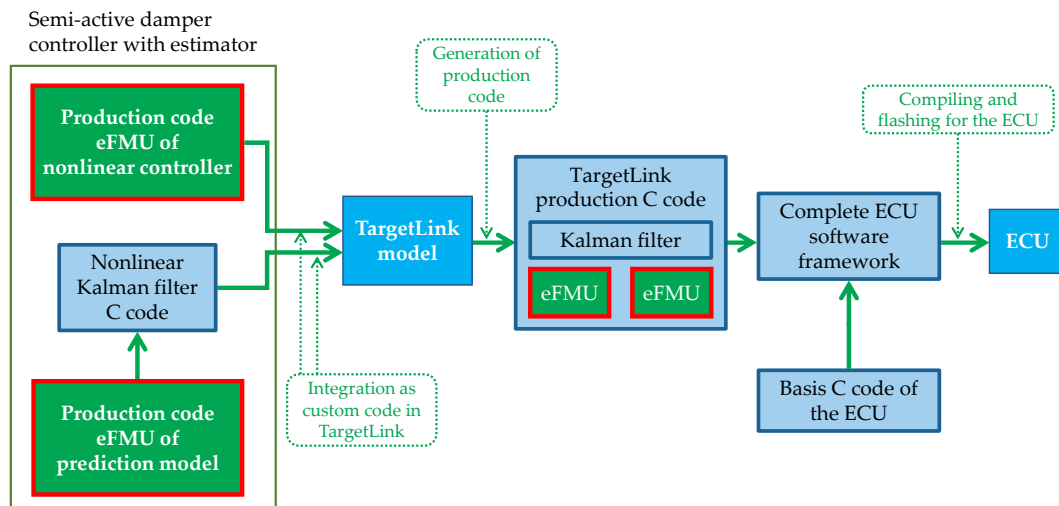 Semi-active damper
controller with estimator
Production code
eFMU of
nonlinear controller
Nonlinear
Kalman filter
C code
Production code
eFMU of
prediction model
Integration as
custom code in
TargetLink
TargetLink
model
Generation of
production
code
TargetLink
production C code
Kalman filter
eFMU
eFMU
Complete ECU
software
framework
Basis C code of
the ECU
Compiling and
flashing for the ECU
ECU